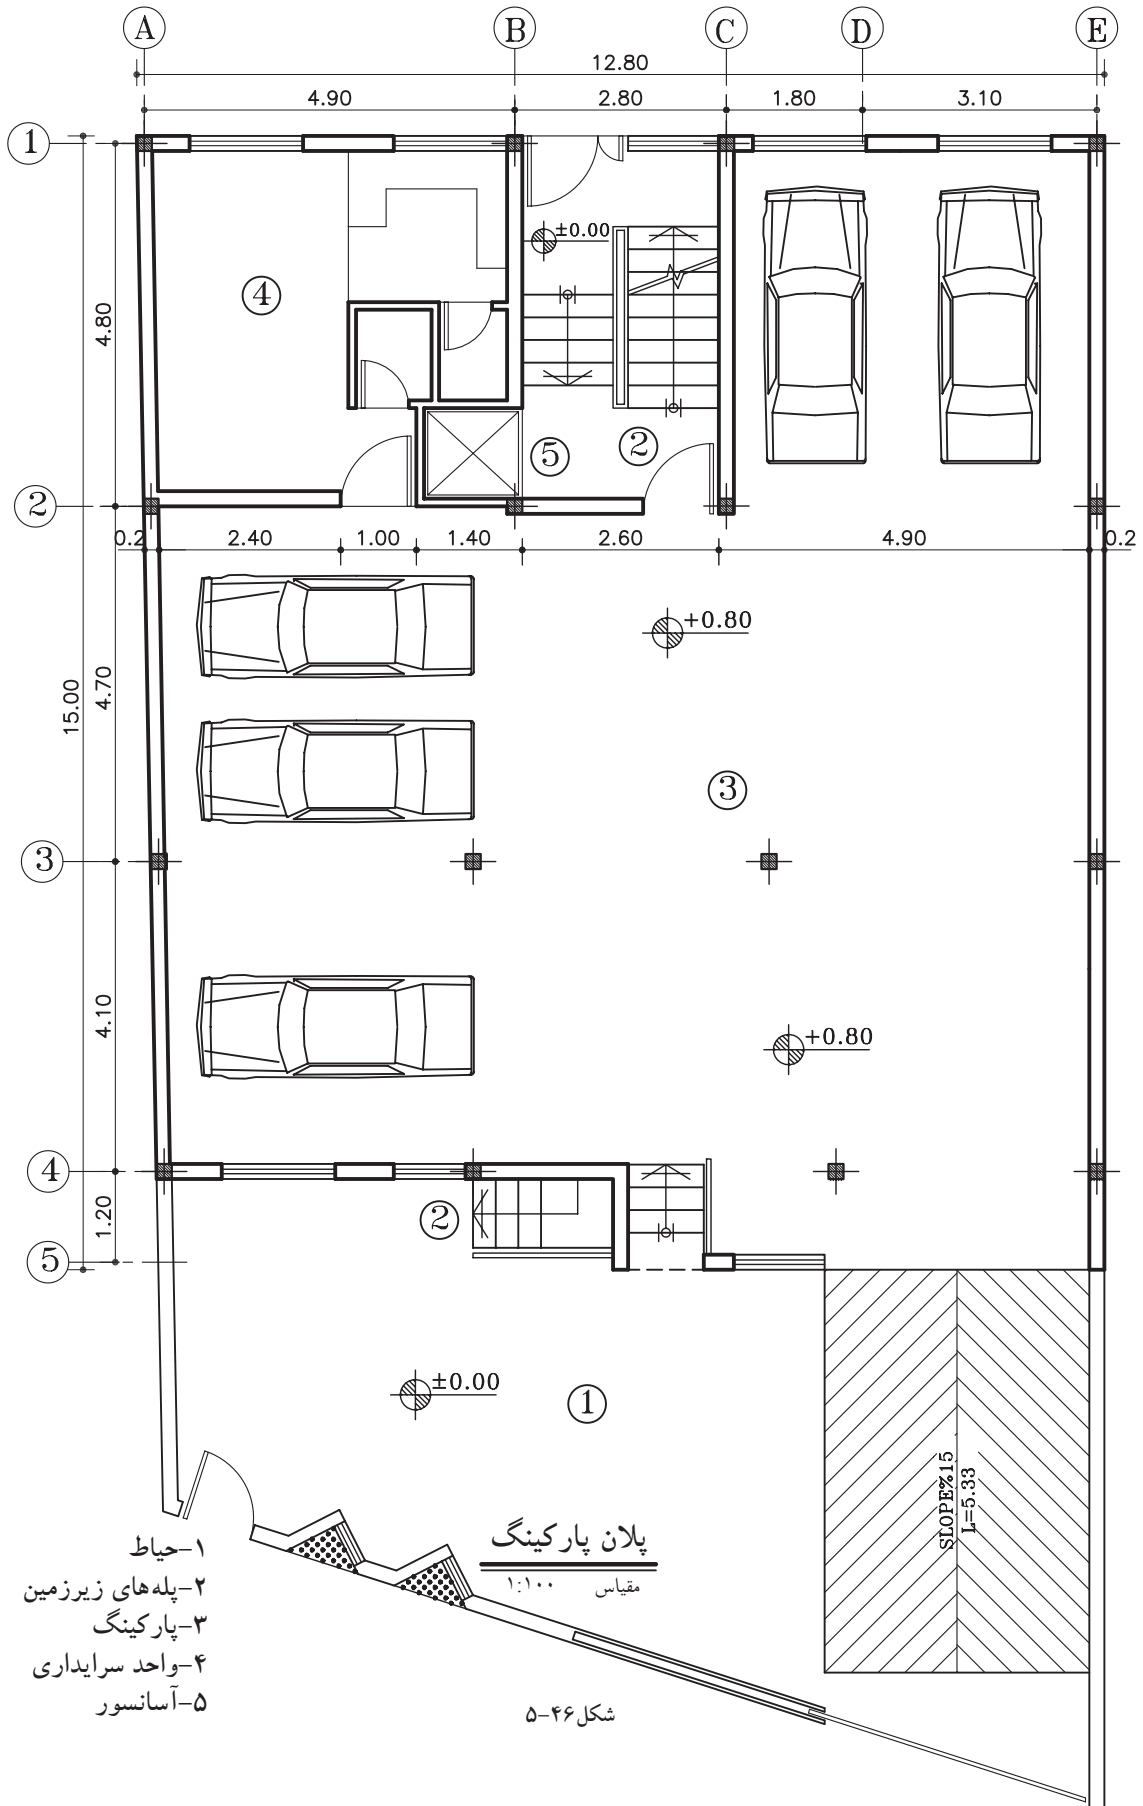 A B C D E
12.80
4.90 2.80 1.80 3.10
1
±0.00
4
4.80
5 2
2
0.2 2.40 1.00 1.40 2.60 4.90 0.2
+0.80
4.70
15.00
3
3
4.10
+0.80
4
1.20
2
5
±0.00
1
SLOPE%15
L=5.33
پلان پارکینگ
مقیاس ۱:۱۰۰
۱-حیاط
۲-پله‌های زیرزمین
۳-پارکینگ
۴-واحد سرایداری
۵-آسانسور
شکل۴۶-۵